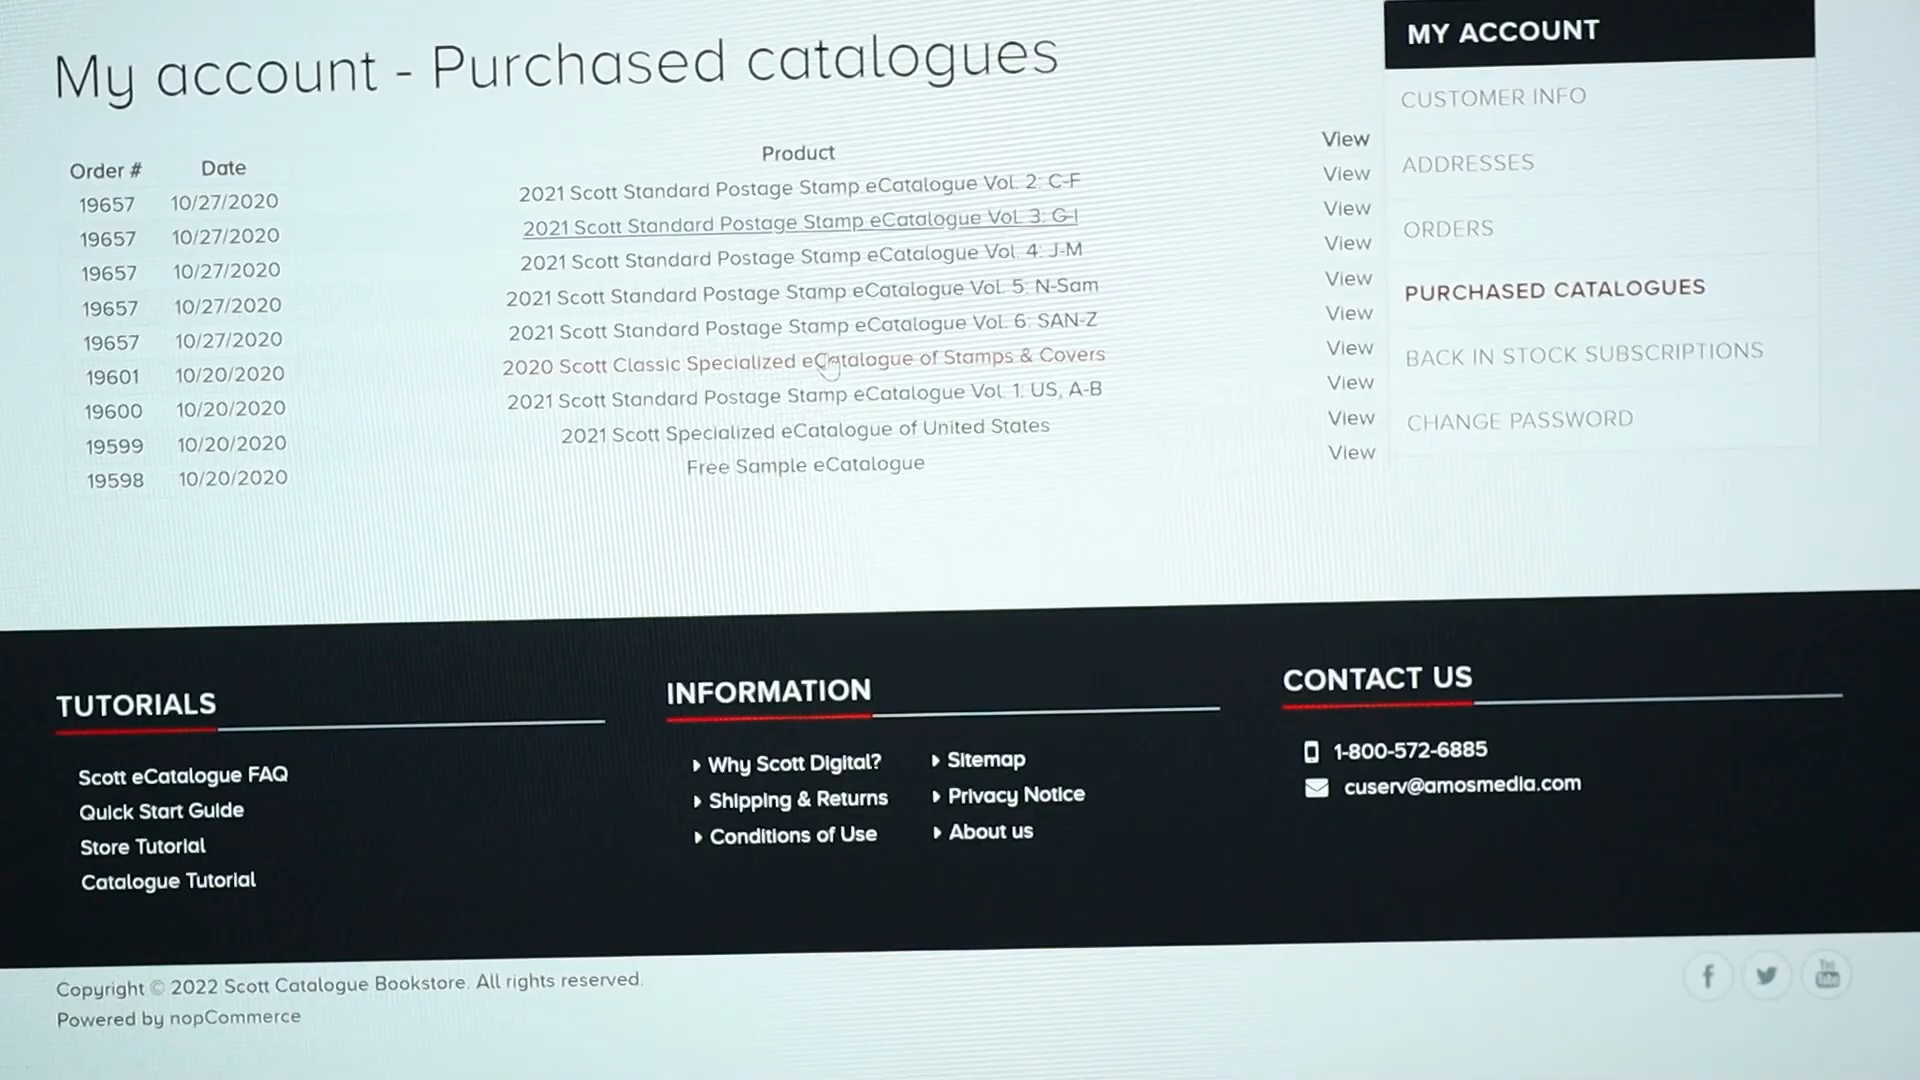 My account - Purchased catalogues
Order # Date Product View
19657 10/27/2020 2021 Scott Standard Postage Stamp eCatalogue Vol. 2: C-F View
19657 10/27/2020 2021 Scott Standard Postage Stamp eCatalogue Vol. 3: G-I View
19657 10/27/2020 2021 Scott Standard Postage Stamp eCatalogue Vol. 4: J-M View
19657 10/27/2020 2021 Scott Standard Postage Stamp eCatalogue Vol. 5: N-Sam View
19657 10/27/2020 2021 Scott Standard Postage Stamp eCatalogue Vol. 6: SAN-Z View
19601 10/20/2020 2020 Scott Classic Specialized eCatalogue of Stamps & Covers View
19600 10/20/2020 2021 Scott Standard Postage Stamp eCatalogue Vol. 1: US, A-B View
19599 10/20/2020 2021 Scott Specialized eCatalogue of United States View
19598 10/20/2020 Free Sample eCatalogue View
MY ACCOUNT
CUSTOMER INFO
ADDRESSES
ORDERS
PURCHASED CATALOGUES
BACK IN STOCK SUBSCRIPTIONS
CHANGE PASSWORD
TUTORIALS
Scott eCatalogue FAQ
Quick Start Guide
Store Tutorial
Catalogue Tutorial
INFORMATION
Why Scott Digital?
Shipping & Returns
Conditions of Use
Sitemap
Privacy Notice
About us
CONTACT US
1-800-572-6885
cuserv@amosmedia.com
Copyright © 2022 Scott Catalogue Bookstore. All rights reserved.
Powered by nopCommerce
You Tube